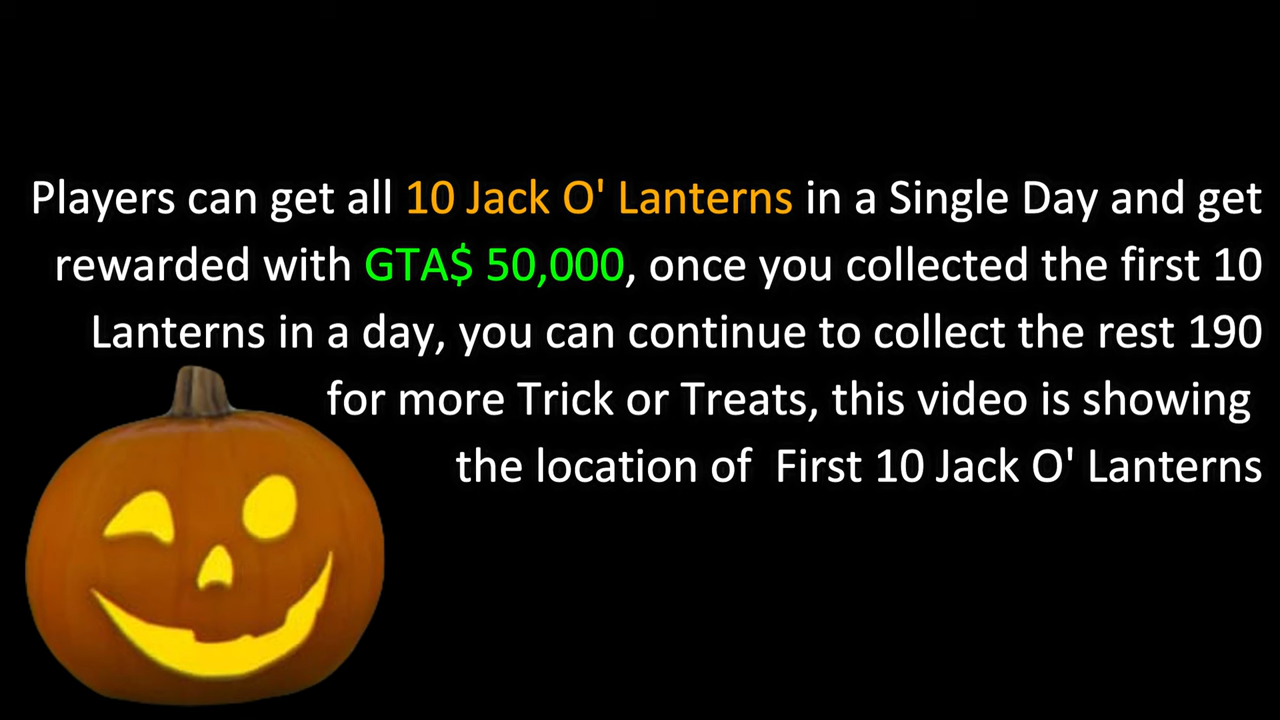 Players can get all 10 Jack O' Lanterns in a Single Day and get
rewarded with GTA$ 50,000, once you collected the first 10
Lanterns in a day, you can continue to collect the rest 190
for more Trick or Treats, this video is showing
the location of First 10 Jack O' Lanterns